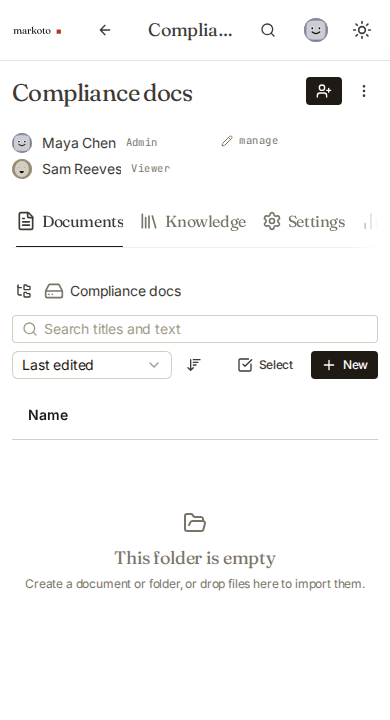 markoto
Complia...
Compliance docs
Maya Chen Admin
manage
Sam Reeves Viewer
Documents Knowledge Settings
Compliance docs
Search titles and text
Last edited
Select
New
Name
This folder is empty
Create a document or folder, or drop files here to import them.